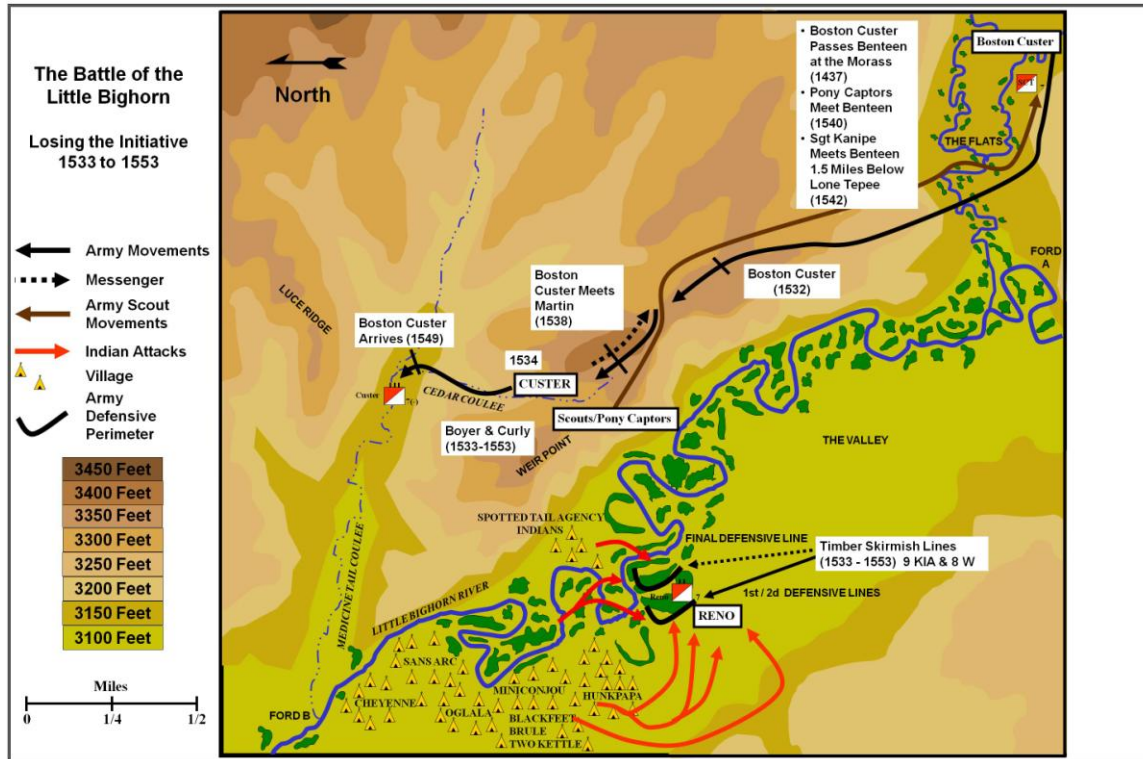 The Battle of the
Little Bighorn
Losing the Initiative
1533 to 1553
Army Movements
Messenger
Army Scout
Movements
Indian Attacks
Village
Army
Defensive
Perimeter
3450 Feet
3400 Feet
3350 Feet
3300 Feet
3250 Feet
3200 Feet
3150 Feet
3100 Feet
Miles
0 1/4 1/2
North
• Boston Custer
Passes Benteen
at the Morass
(1437)
• Pony Captors
Meet Benteen
(1540)
• Sgt Kanipe
Meets Benteen
1.5 Miles Below
Lone Tepee
(1542)
Boston Custer
SCT
THE FLATS
FORD
A
Boston
Custer Meets
Martin
(1538)
Boston Custer
(1532)
LUCE RIDGE
Boston Custer
Arrives (1549)
1534
CUSTER
Custer
7(-)
CEDAR COULEE
Scouts/Pony Captors
Boyer & Curly
(1533-1553)
WEIR POINT
THE VALLEY
MEDICINE TAIL COULEE
SPOTTED TAIL AGENCY
INDIANS
FINAL DEFENSIVE LINE
Timber Skirmish Lines
(1533 - 1553) 9 KIA & 8 W
Reno
7
1st / 2d DEFENSIVE LINES
RENO
LITTLE BIGHORN RIVER
SANS ARC
MINICONJOU
HUNKPAPA
CHEYENNE
OGLALA
BLACKFEET
BRULE
TWO KETTLE
FORD B